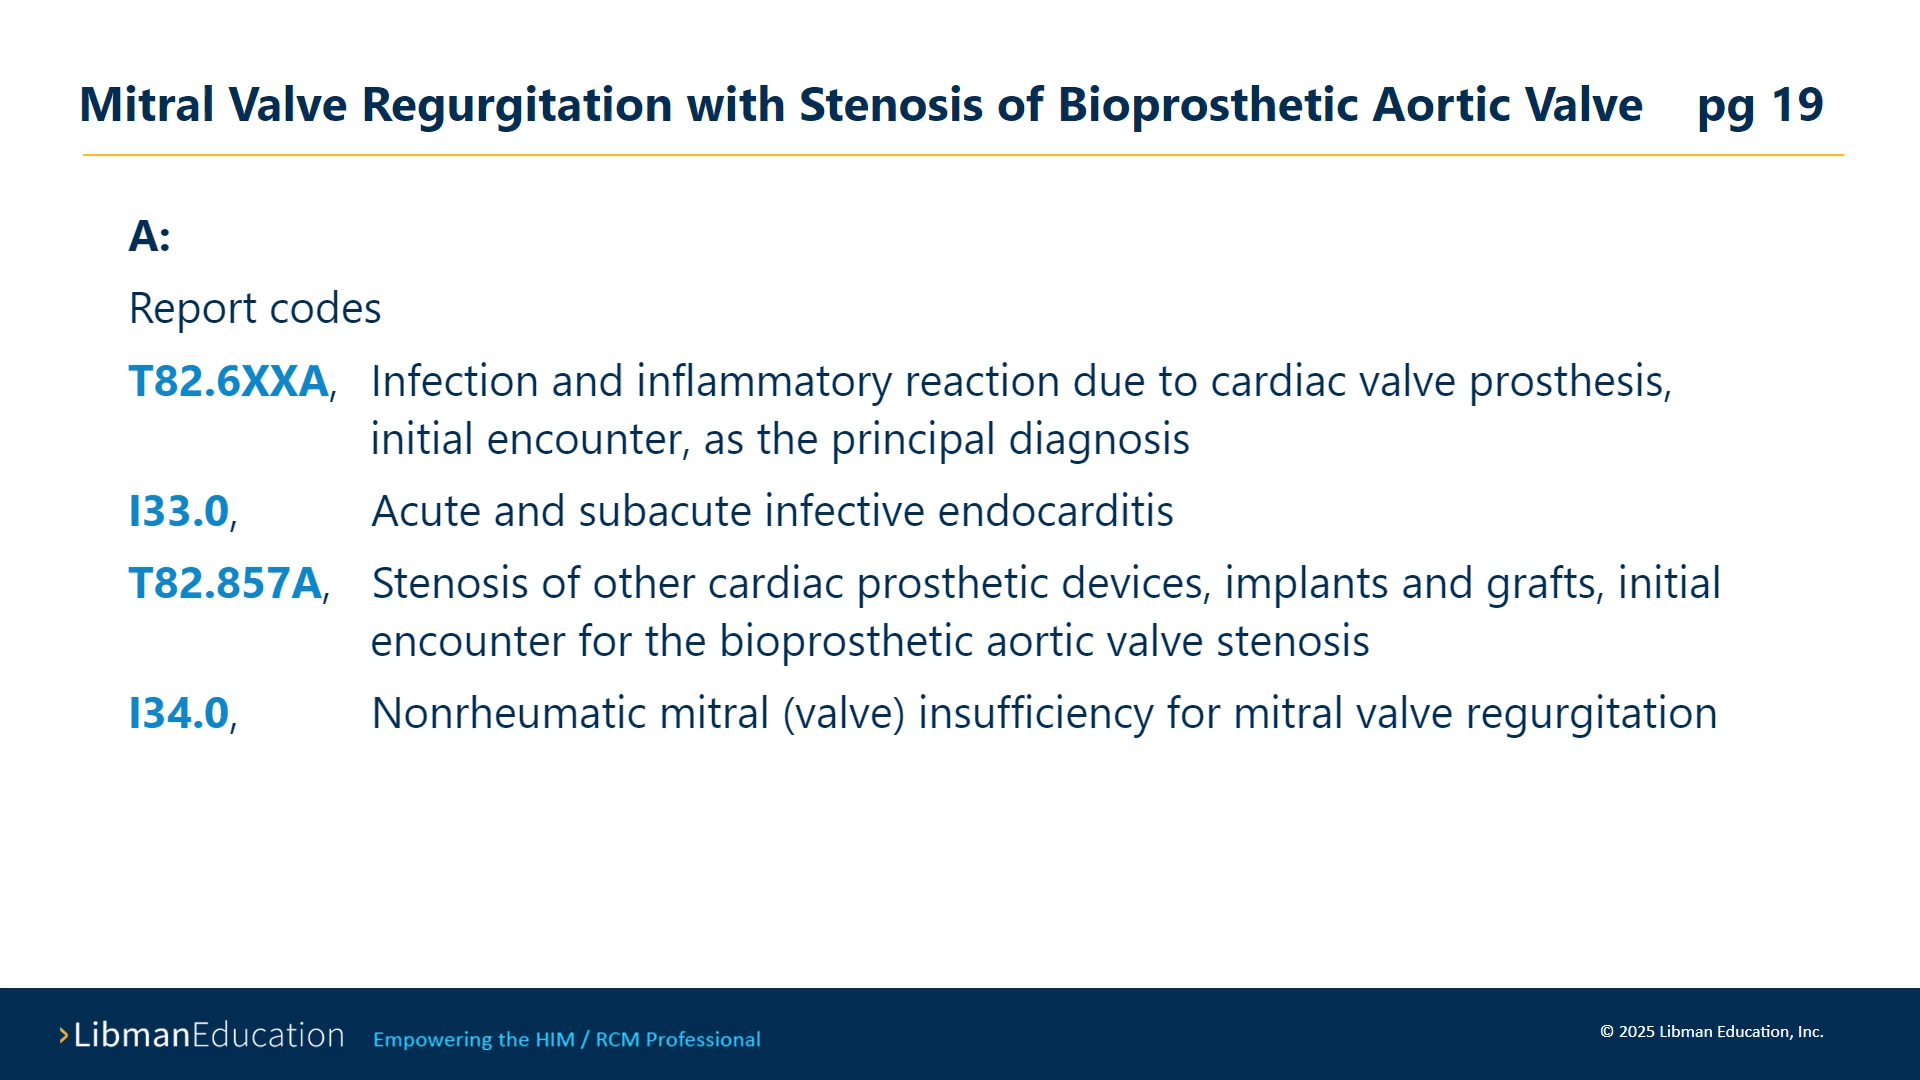 Mitral Valve Regurgitation with Stenosis of Bioprosthetic Aortic Valve pg 19
A:
Report codes
T82.6XXA, Infection and inflammatory reaction due to cardiac valve prosthesis,
initial encounter, as the principal diagnosis
I33.0, Acute and subacute infective endocarditis
T82.857A, Stenosis of other cardiac prosthetic devices, implants and grafts, initial
encounter for the bioprosthetic aortic valve stenosis
I34.0, Nonrheumatic mitral (valve) insufficiency for mitral valve regurgitation
›LibmanEducation Empowering the HIM / RCM Professional
© 2025 Libman Education, Inc.